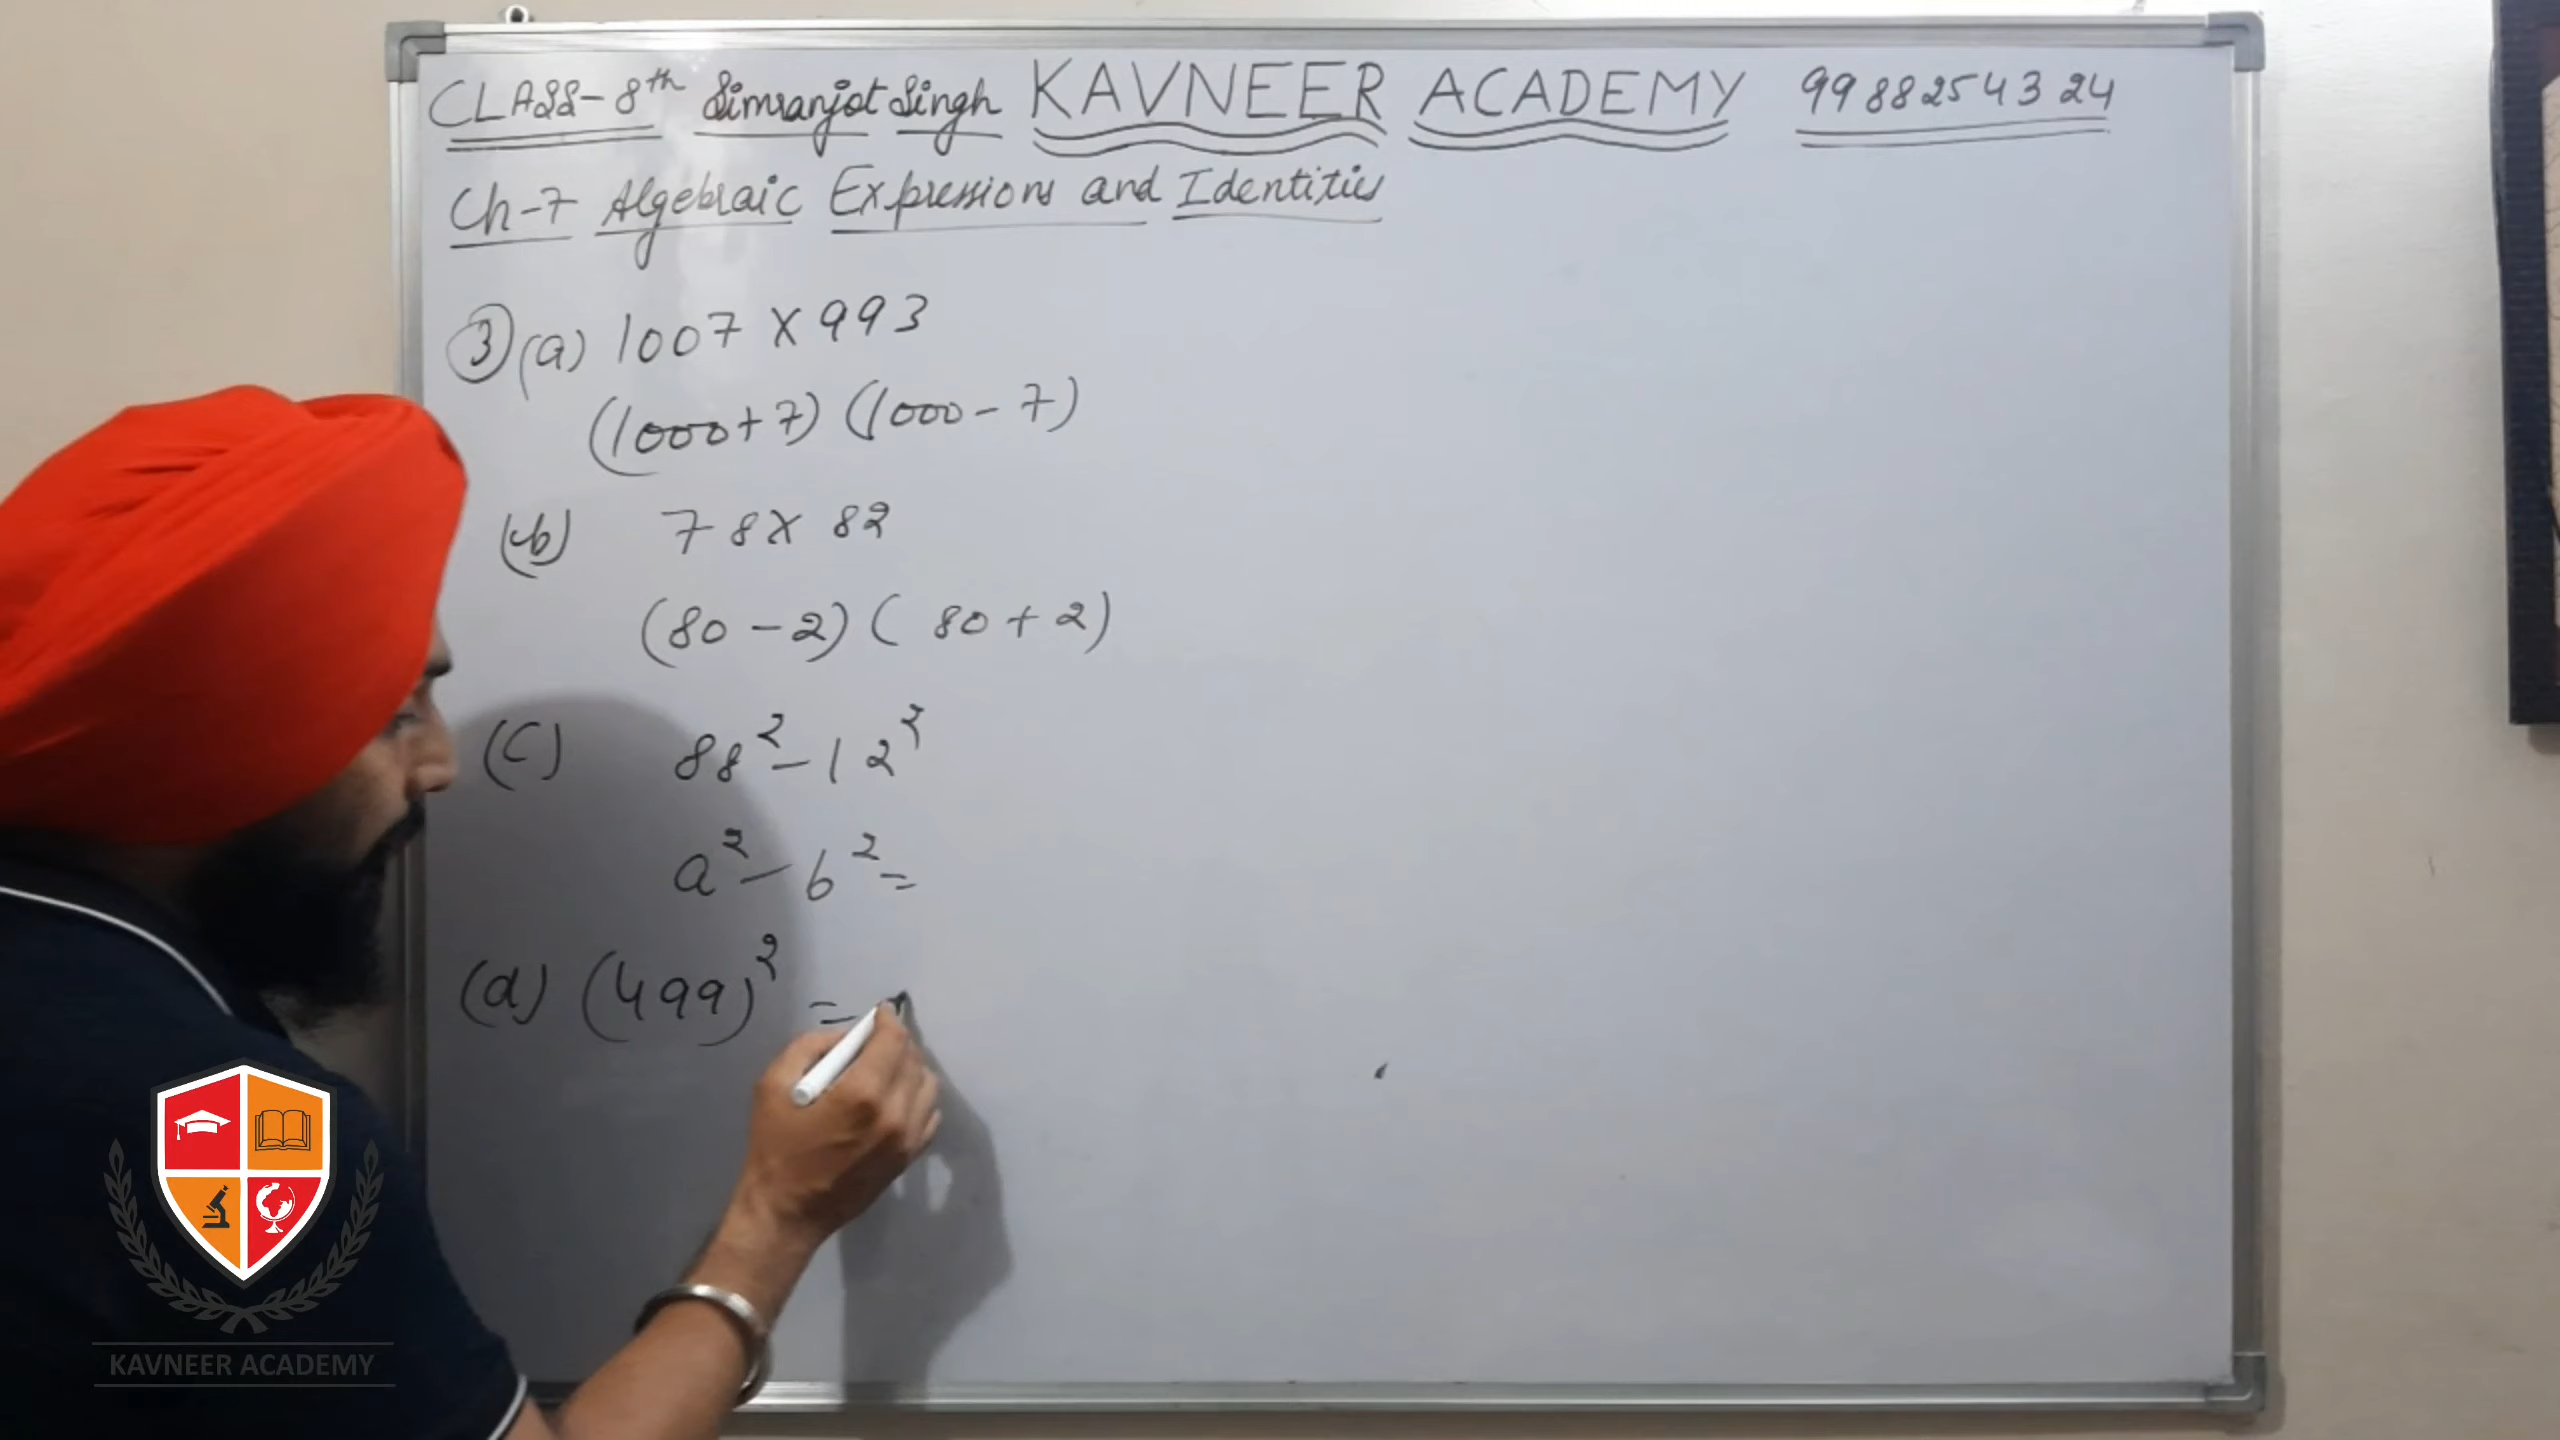 CLASS-8th Simranjot Singh KAVNEER ACADEMY 9988254324
Ch-7 Algebraic Expressions and Identities
③ (a) 1007 X 993
(1000+7) (1000-7)
(b) 78 X 82
(80-2) (80+2)
(C) 88²-12²
a²-b²=
(d) (499)² =
KAVNEER ACADEMY